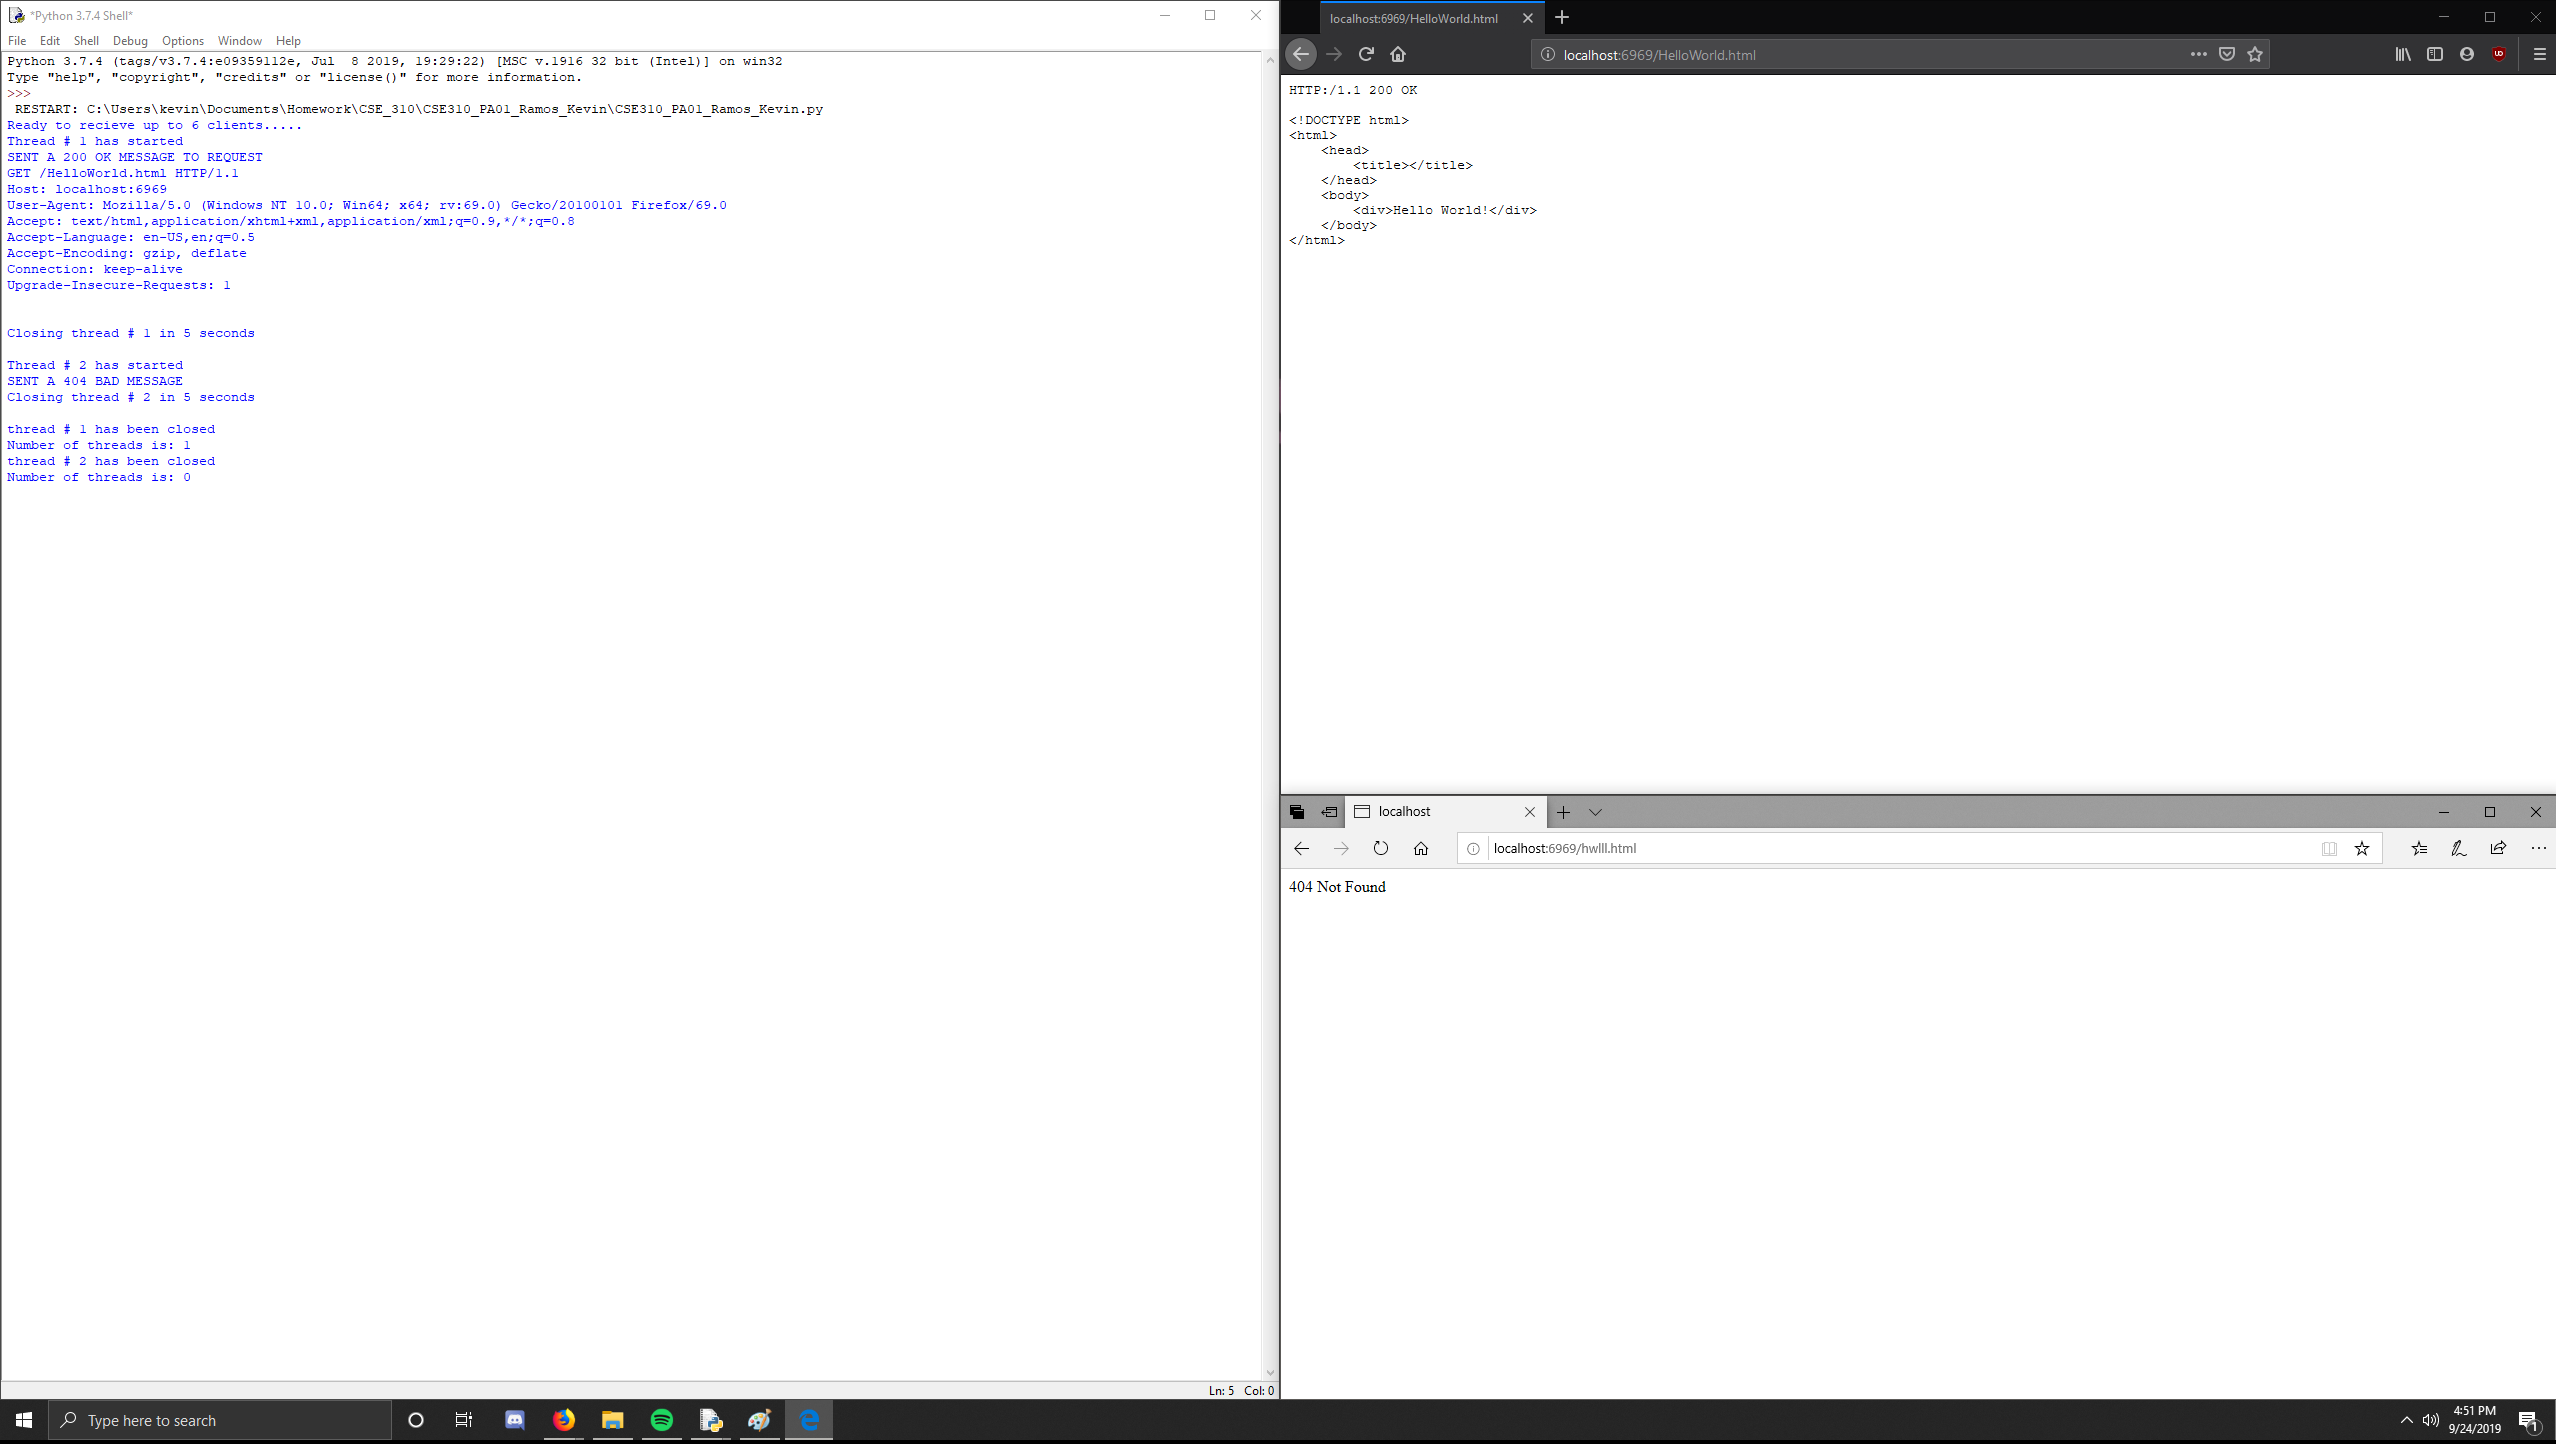 *Python 3.7.4 Shell*
File Edit Shell Debug Options Window Help
Python 3.7.4 (tags/v3.7.4:e09359112e, Jul  8 2019, 19:29:22) [MSC v.1916 32 bit (Intel)] on win32
Type "help", "copyright", "credits" or "license()" for more information.
>>>
 RESTART: C:\Users\kevin\Documents\Homework\CSE_310\CSE310_PA01_Ramos_Kevin\CSE310_PA01_Ramos_Kevin.py
Ready to recieve up to 6 clients.....
Thread # 1 has started
SENT A 200 OK MESSAGE TO REQUEST
GET /HelloWorld.html HTTP/1.1
Host: localhost:6969
User-Agent: Mozilla/5.0 (Windows NT 10.0; Win64; x64; rv:69.0) Gecko/20100101 Firefox/69.0
Accept: text/html,application/xhtml+xml,application/xml;q=0.9,*/*;q=0.8
Accept-Language: en-US,en;q=0.5
Accept-Encoding: gzip, deflate
Connection: keep-alive
Upgrade-Insecure-Requests: 1
Closing thread # 1 in 5 seconds
Thread # 2 has started
SENT A 404 BAD MESSAGE
Closing thread # 2 in 5 seconds
thread # 1 has been closed
Number of threads is: 1
thread # 2 has been closed
Number of threads is: 0
Ln: 5 Col: 0
localhost:6969/HelloWorld.html
localhost:6969/HelloWorld.html
HTTP:/1.1 200 OK
<!DOCTYPE html>
<html>
    <head>
        <title></title>
    </head>
    <body>
        <div>Hello World!</div>
    </body>
</html>
localhost
localhost:6969/hwlll.html
404 Not Found
Type here to search
4:51 PM
9/24/2019
1